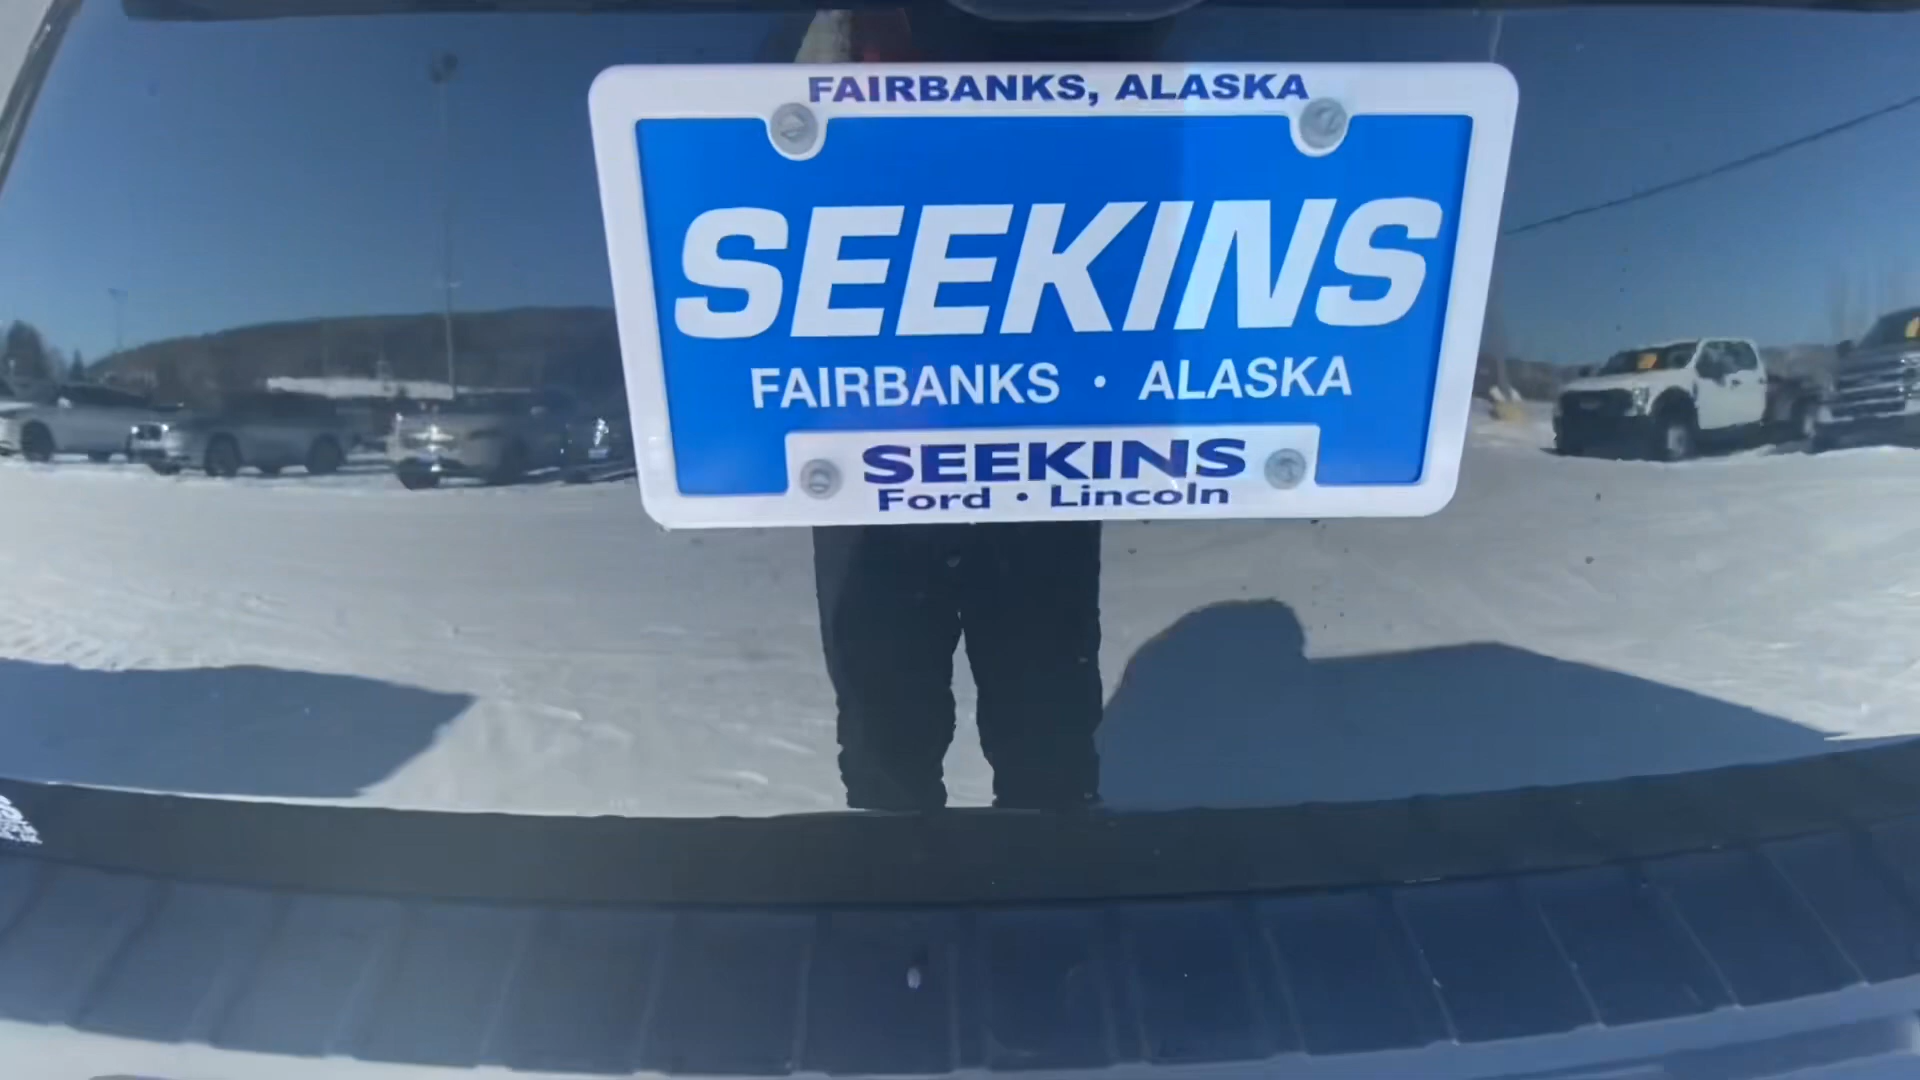 FAIRBANKS, ALASKA
SEEKINS
FAIRBANKS • ALASKA
SEEKINS
Ford • Lincoln